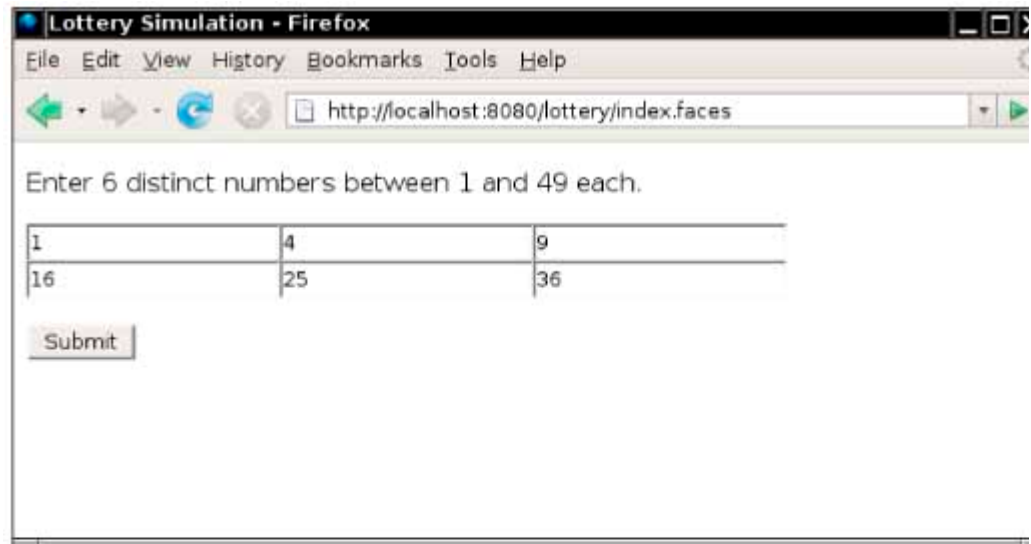 Lottery Simulation - Firefox
File Edit View History Bookmarks Tools Help
http://localhost:8080/lottery/index.faces
Enter 6 distinct numbers between 1 and 49 each.
1 4 9
16 25 36
Submit